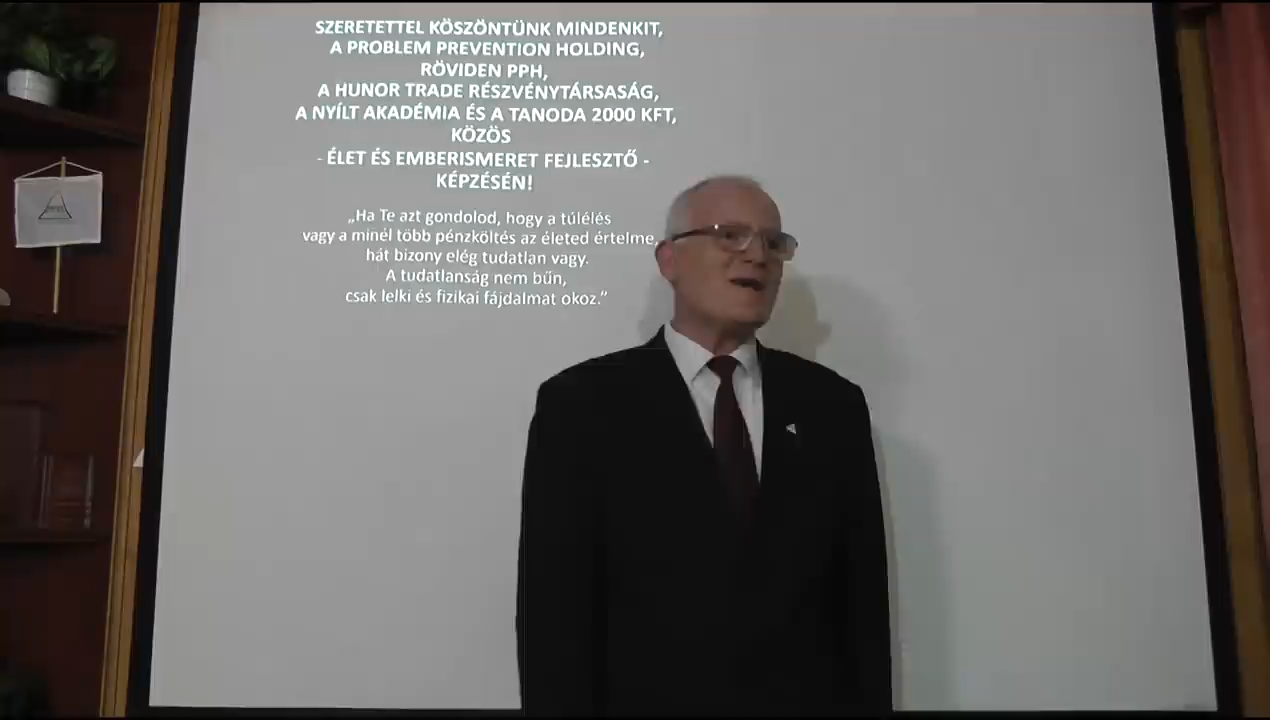 SZERETETTEL KÖSZÖNTÜNK MINDENKIT,
A PROBLEM PREVENTION HOLDING,
RÖVIDEN PPH,
A HUNOR TRADE RÉSZVÉNYTÁRSASÁG,
A NYÍLT AKADÉMIA ÉS A TANODA 2000 KFT,
KÖZÖS
- ÉLET ÉS EMBERISMERET FEJLESZTŐ -
KÉPZÉSÉN!
„Ha Te azt gondolod, hogy a túlélés
vagy a minél több pénzköltés az életed értelme,
hát bizony elég tudatlan vagy.
A tudatlanság nem bűn,
csak lelki és fizikai fájdalmat okoz.”